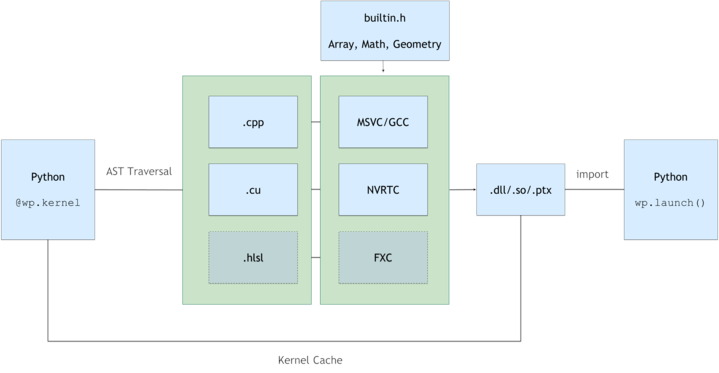 builtin.h
Array, Math, Geometry
.cpp
MSVC/GCC
Python
@wp.kernel
AST Traversal
.cu
NVRTC
.dll/.so/.ptx
import
Python
wp.launch()
.hlsl
FXC
Kernel Cache